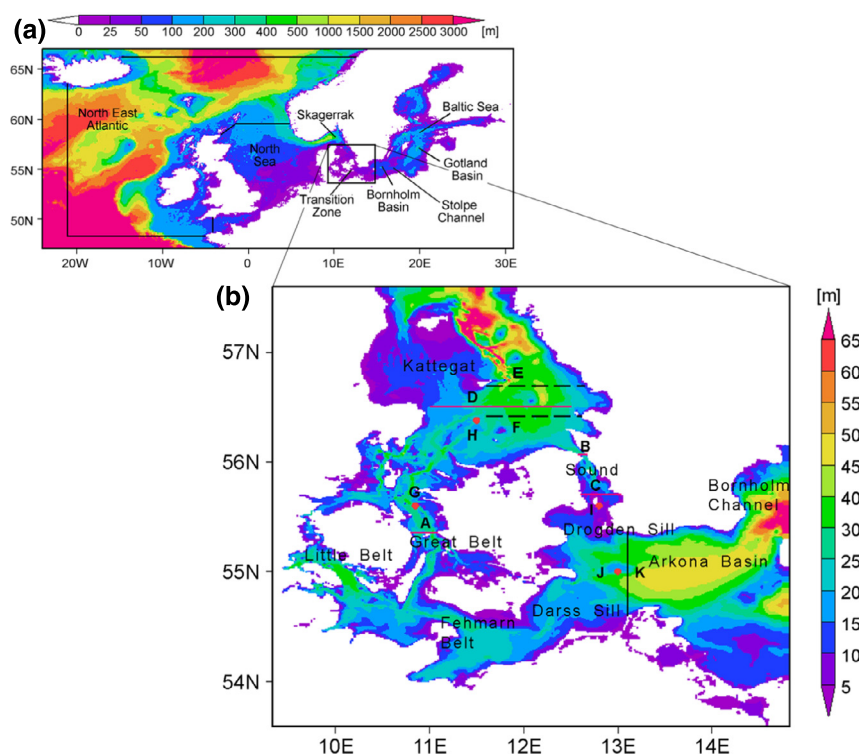 (a)
0 25 50 100 200 300 500 1000 1500 2000 2500 3000 [m]
65N
60N
55N
50N
20W 10W 0 10E 20E 30E
North East
Atlantic
North
Sea
Skagerrak
Transition
Zone
Bornholm
Basin
Stolpe
Channel
Gotland
Basin
Baltic Sea
(b)
[m]
57N
56N
55N
54N
10E 11E 12E 13E 14E
Kattegat
E
D
H
F
B
Sound
C
I
G
A
Great Belt
Little Belt
Drogden Sill
Bornholm
Channel
Arkona Basin
J
K
Darss Sill
Fehmarn
Belt
65
60
55
50
45
40
35
30
25
20
15
10
5